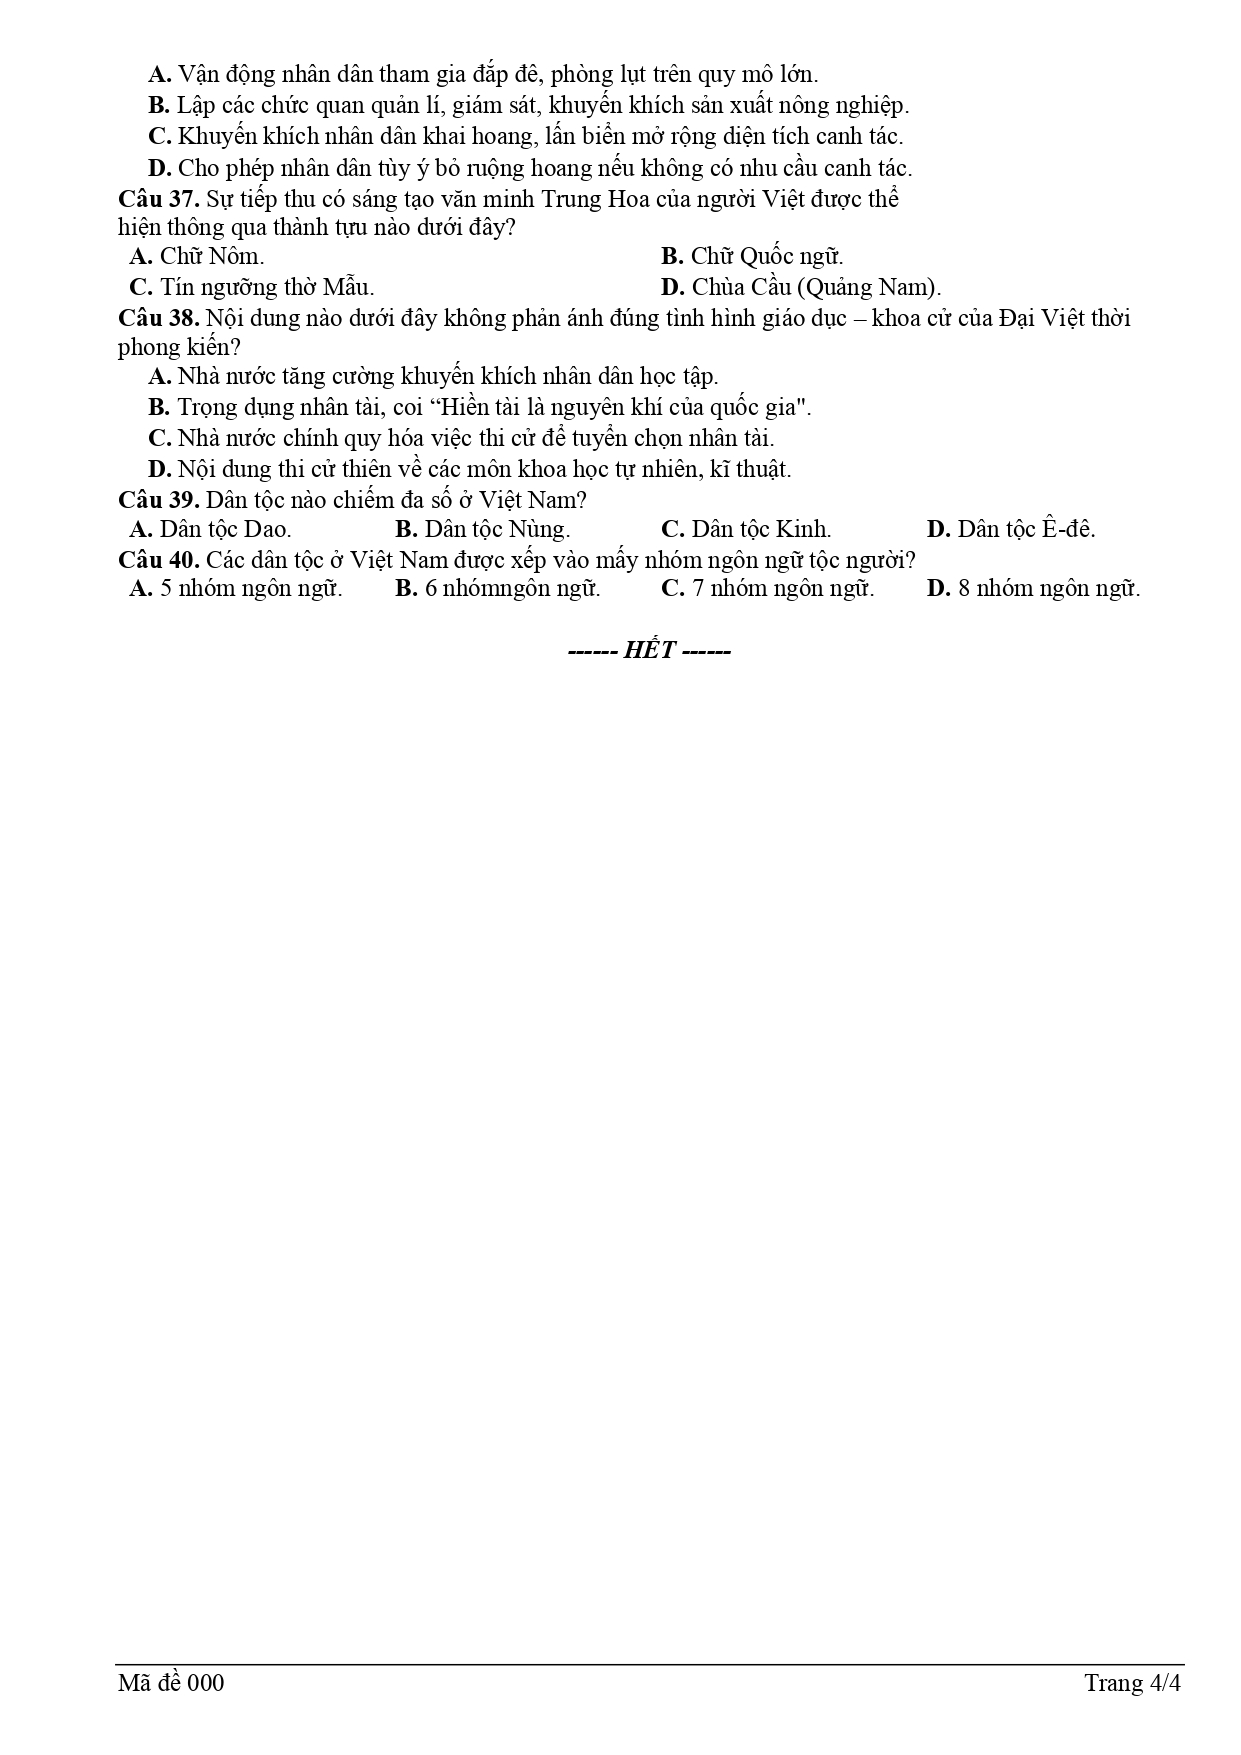 A. Vận động nhân dân tham gia đắp đê, phòng lụt trên quy mô lớn.
B. Lập các chức quan quản lí, giám sát, khuyến khích sản xuất nông nghiệp.
C. Khuyến khích nhân dân khai hoang, lấn biển mở rộng diện tích canh tác.
D. Cho phép nhân dân tùy ý bỏ ruộng hoang nếu không có nhu cầu canh tác.
Câu 37. Sự tiếp thu có sáng tạo văn minh Trung Hoa của người Việt được thể
hiện thông qua thành tựu nào dưới đây?
A. Chữ Nôm. B. Chữ Quốc ngữ.
C. Tín ngưỡng thờ Mẫu. D. Chùa Cầu (Quảng Nam).
Câu 38. Nội dung nào dưới đây không phản ánh đúng tình hình giáo dục – khoa cử của Đại Việt thời
phong kiến?
A. Nhà nước tăng cường khuyến khích nhân dân học tập.
B. Trọng dụng nhân tài, coi “Hiền tài là nguyên khí của quốc gia".
C. Nhà nước chính quy hóa việc thi cử để tuyển chọn nhân tài.
D. Nội dung thi cử thiên về các môn khoa học tự nhiên, kĩ thuật.
Câu 39. Dân tộc nào chiếm đa số ở Việt Nam?
A. Dân tộc Dao. B. Dân tộc Nùng. C. Dân tộc Kinh. D. Dân tộc Ê-đê.
Câu 40. Các dân tộc ở Việt Nam được xếp vào mấy nhóm ngôn ngữ tộc người?
A. 5 nhóm ngôn ngữ. B. 6 nhómngôn ngữ. C. 7 nhóm ngôn ngữ. D. 8 nhóm ngôn ngữ.
------ HẾT ------
Mã đề 000 Trang 4/4